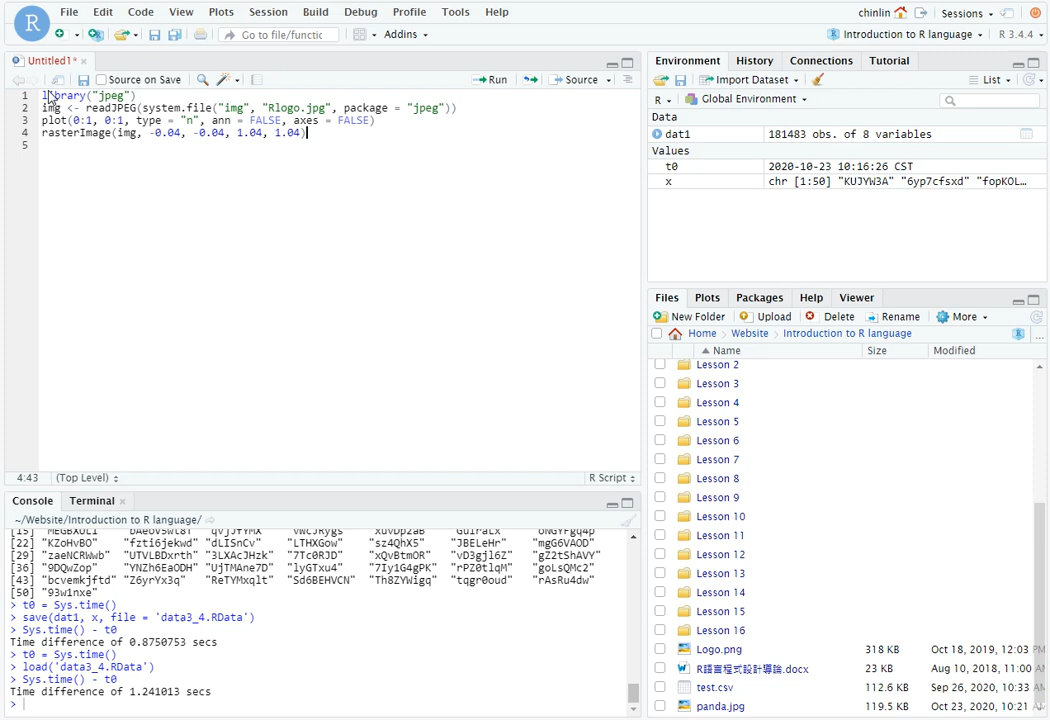 File Edit Code View Plots Session Build Debug Profile Tools Help
chinlin Sessions
Go to file/functic Addins Introduction to R language R 3.4.4
Untitled1*
Source on Save Run Source
1 library("jpeg")
2 img <- readJPEG(system.file("img", "Rlogo.jpg", package = "jpeg"))
3 plot(0:1, 0:1, type = "n", ann = FALSE, axes = FALSE)
4 rasterImage(img, -0.04, -0.04, 1.04, 1.04)
5
4:43 (Top Level) R Script
Console Terminal
~/Website/Introduction to R language/
[22] "KZoHvBO" "fzti6jekwd" "dLISnCv" "LTHXGow" "sz4QhX5" "JBELeHr" "mgG6VAOD"
[29] "zaeNCRWwb" "UTVLBDxrth" "3LXAcJHzk" "7Tc0RJD" "xQvBtmOR" "vD3gjl6Z" "gZ2tShAVY"
[36] "9DQwZop" "YNZh6EaODH" "UjTMAne7D" "lyGTxu4" "7Iy1G4gPK" "rPZ0tlqM" "goLsQMc2"
[43] "bcvemkjftd" "Z6yrYx3q" "ReTYMxqlt" "Sd6BEHVCN" "Th8ZYWigq" "tqgr0oud" "rAsRu4dw"
[50] "93w1nxe"
> t0 = Sys.time()
> save(dat1, x, file = 'data3_4.RData')
> Sys.time() - t0
Time difference of 0.8750753 secs
> t0 = Sys.time()
> load('data3_4.RData')
> Sys.time() - t0
Time difference of 1.241013 secs
>
Environment History Connections Tutorial
Import Dataset List
R Global Environment
Data
dat1 181483 obs. of 8 variables
Values
t0 2020-10-23 10:16:26 CST
x chr [1:50] "KUJYW3A" "6yp7cfsxd" "fopKOL…
Files Plots Packages Help Viewer
New Folder Upload Delete Rename More
Home Website Introduction to R language
Name Size Modified
Lesson 2
Lesson 3
Lesson 4
Lesson 5
Lesson 6
Lesson 7
Lesson 8
Lesson 9
Lesson 10
Lesson 11
Lesson 12
Lesson 13
Lesson 14
Lesson 15
Lesson 16
Logo.png 318 KB Oct 18, 2019, 12:03 PM
R語言程式設計導論.docx 23 KB Aug 10, 2018, 11:00 AM
test.csv 112.6 KB Sep 26, 2020, 10:33 AM
panda.jpg 119.5 KB Oct 23, 2020, 10:21 AM